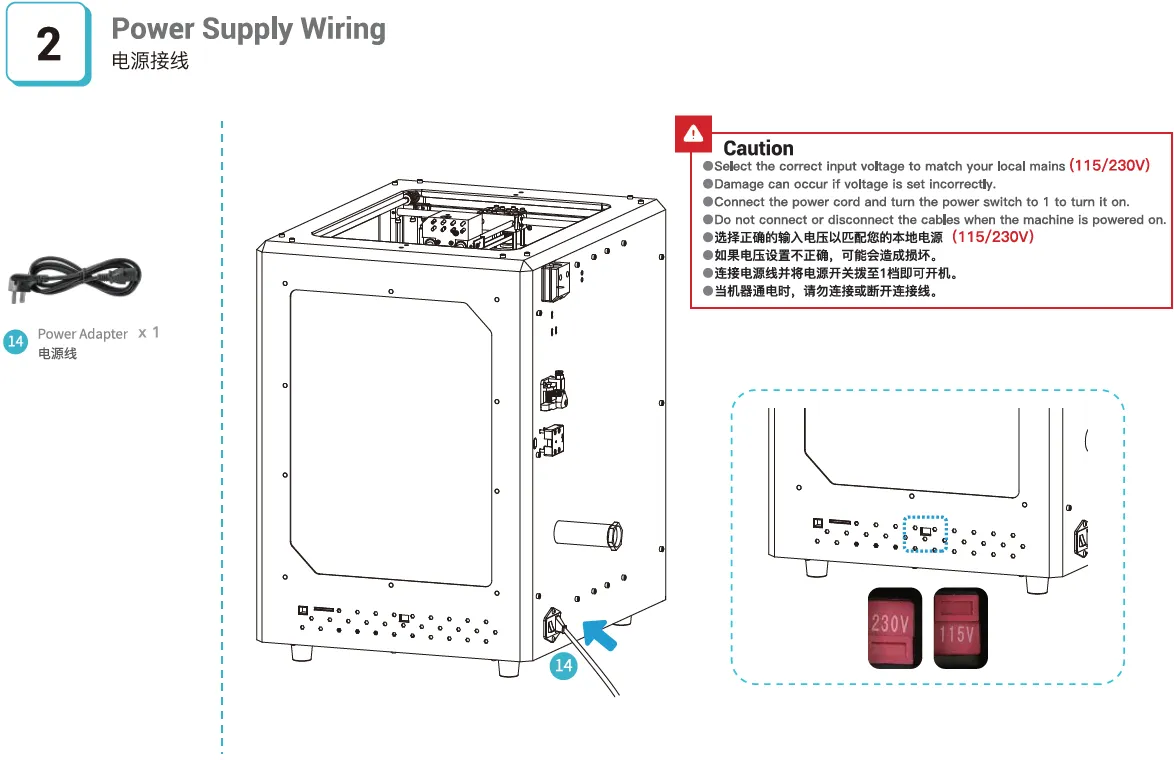 2
Power Supply Wiring
电源接线
Caution
●Select the correct input voltage to match your local mains (115/230V)
●Damage can occur if voltage is set incorrectly.
●Connect the power cord and turn the power switch to 1 to turn it on.
●Do not connect or disconnect the cables when the machine is powered on.
●选择正确的输入电压以匹配您的本地电源（115/230V）
●如果电压设置不正确，可能会造成损坏。
●连接电源线并将电源开关拨至1档即可开机。
●当机器通电时，请勿连接或断开连接线。
14 Power Adapter x 1
电源线
14
230V
115V